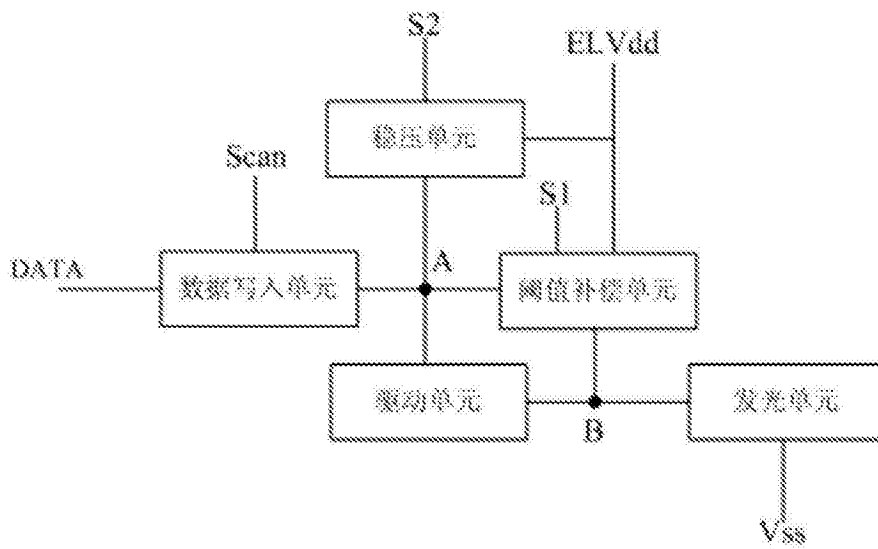 S2
ELVdd
稳压单元
Scan
S1
DATA
数据写入单元
A
阈值补偿单元
驱动单元
B
发光单元
Vss